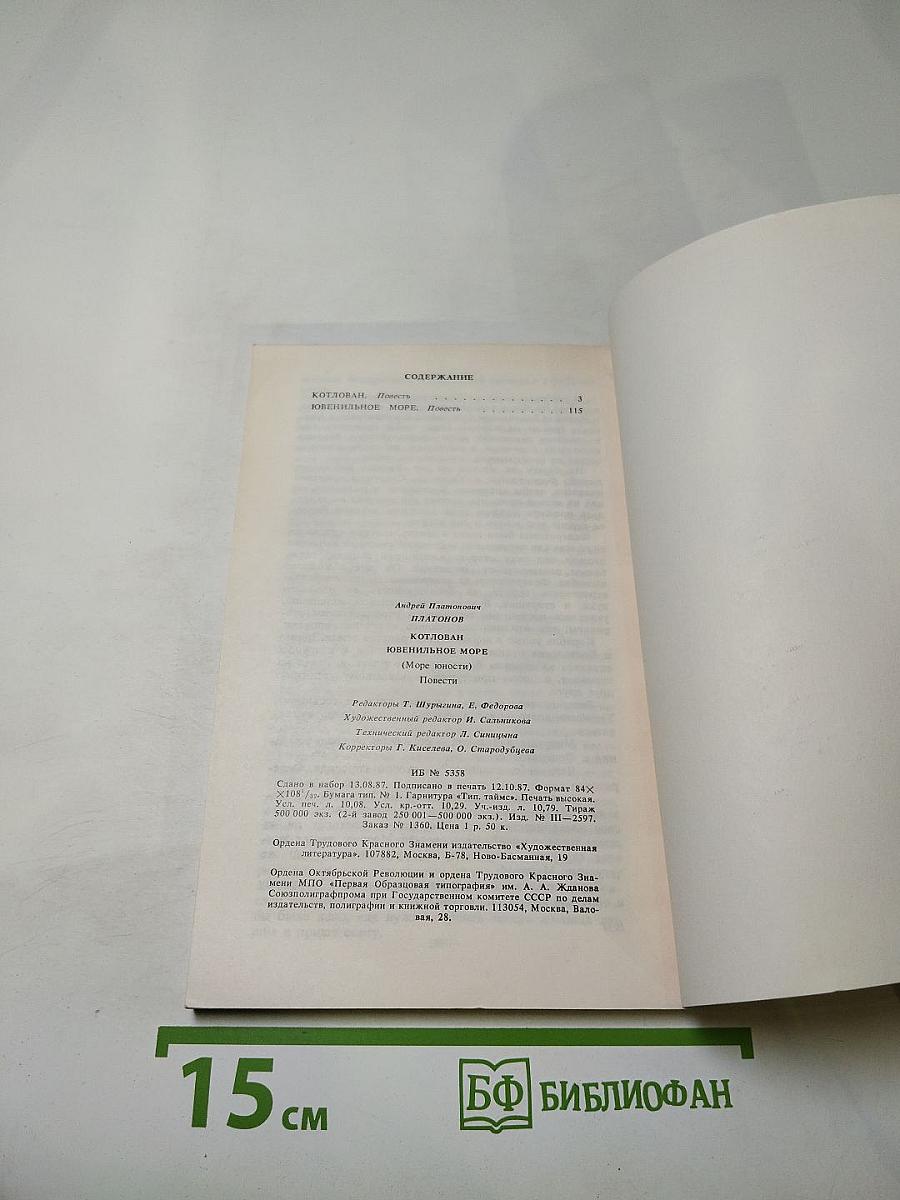 СОДЕРЖАНИЕ
КОТЛОВАН. Повесть . . . . . . . . . . . . . . 3
ЮВЕНИЛЬНОЕ МОРЕ. Повесть . . . . . . . . . 115
Андрей Платонович
ПЛАТОНОВ
КОТЛОВАН
ЮВЕНИЛЬНОЕ МОРЕ
(Море юности)
Повести
Редакторы Т. Шурыгина, Е. Федорова
Художественный редактор И. Сальникова
Технический редактор Л. Синицына
Корректоры Г. Киселева, О. Стародубцева
ИБ № 5358
Сдано в набор 13.08.87. Подписано в печать 12.10.87. Формат 84×
×108¹/₃₂. Бумага тип. № 1. Гарнитура «Тип. таймс». Печать высокая.
Усл. печ. л. 10,08. Усл. кр.-отт. 10,29. Уч.-изд. л. 10,79. Тираж
500 000 экз. (2-й завод 250 001—500 000 экз.). Изд. № III—2597.
Заказ № 1360. Цена 1 р. 50 к.
Ордена Трудового Красного Знамени издательство «Художественная
литература». 107882, Москва, Б-78, Ново-Басманная, 19
Ордена Октябрьской Революции и ордена Трудового Красного Зна-
мени МПО «Первая Образцовая типография» им. А. А. Жданова
Союзполиграфпрома при Государственном комитете СССР по делам
издательств, полиграфии и книжной торговли. 113054, Москва, Вало-
вая, 28.
15 см
БФ БИБЛИОФАН